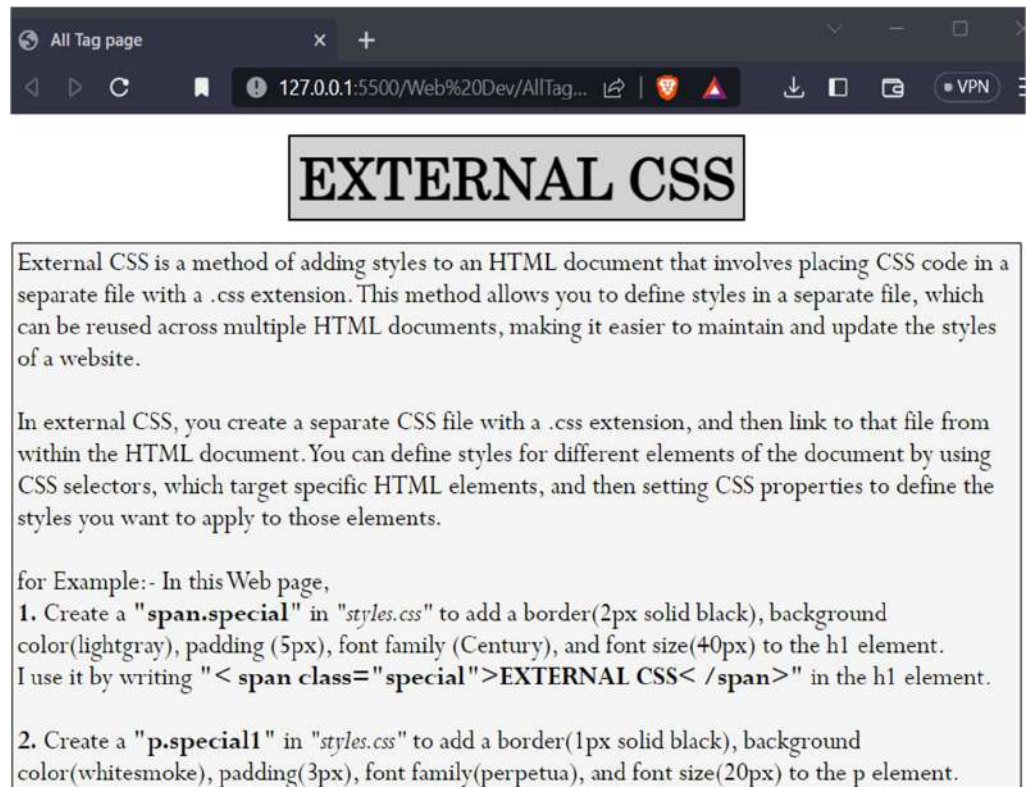 All Tag page
127.0.0.1:5500/Web%20Dev/AllTag...
VPN
EXTERNAL CSS
External CSS is a method of adding styles to an HTML document that involves placing CSS code in a
separate file with a .css extension. This method allows you to define styles in a separate file, which
can be reused across multiple HTML documents, making it easier to maintain and update the styles
of a website.
In external CSS, you create a separate CSS file with a .css extension, and then link to that file from
within the HTML document. You can define styles for different elements of the document by using
CSS selectors, which target specific HTML elements, and then setting CSS properties to define the
styles you want to apply to those elements.
for Example:- In this Web page,
1. Create a "span.special" in "styles.css" to add a border(2px solid black), background
color(lightgray), padding (5px), font family (Century), and font size(40px) to the h1 element.
I use it by writing "< span class="special">EXTERNAL CSS< /span>" in the h1 element.
2. Create a "p.special1" in "styles.css" to add a border(1px solid black), background
color(whitesmoke), padding(3px), font family(perpetua), and font size(20px) to the p element.